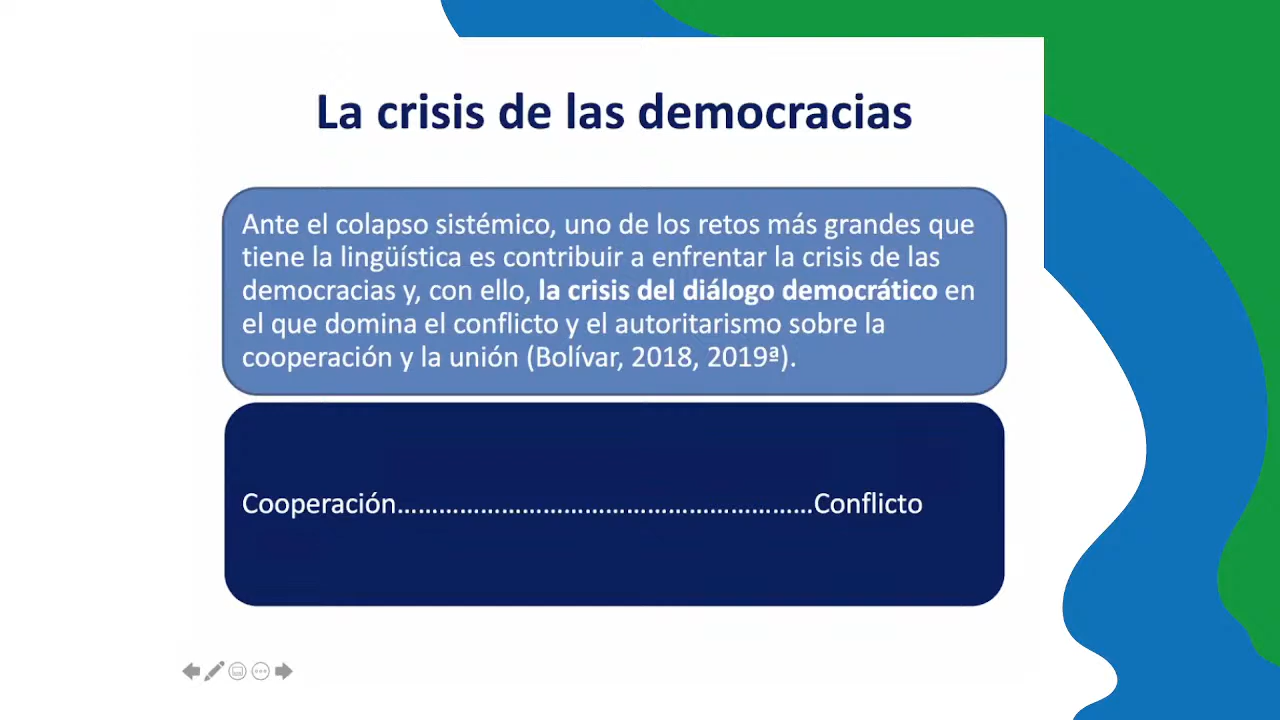 La crisis de las democracias
Ante el colapso sistémico, uno de los retos más grandes que
tiene la lingüística es contribuir a enfrentar la crisis de las
democracias y, con ello, la crisis del diálogo democrático en
el que domina el conflicto y el autoritarismo sobre la
cooperación y la unión (Bolívar, 2018, 2019ª).
Cooperación……………………………………………………Conflicto